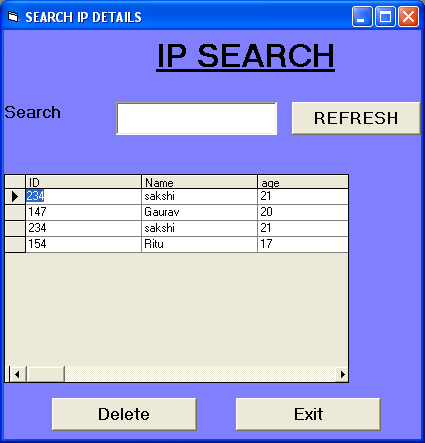 SEARCH IP DETAILS
IP SEARCH
Search REFRESH
ID Name age
234 sakshi 21
147 Gaurav 20
234 sakshi 21
154 Ritu 17
Delete Exit